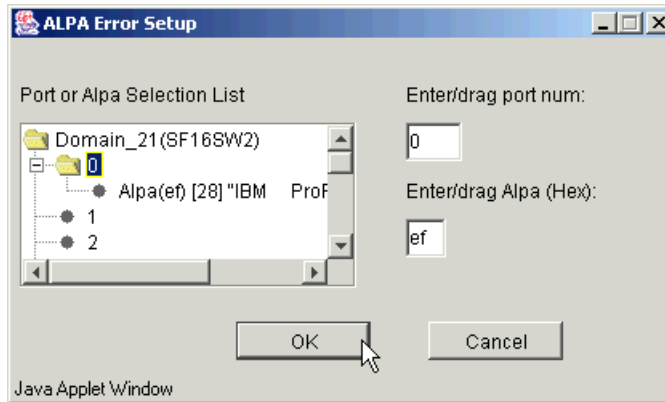 ALPA Error Setup
Port or Alpa Selection List
Domain_21(SF16SW2)
0
Alpa(ef) [28] "IBM ProF
1
2
Enter/drag port num:
0
Enter/drag Alpa (Hex):
ef
OK
Cancel
Java Applet Window